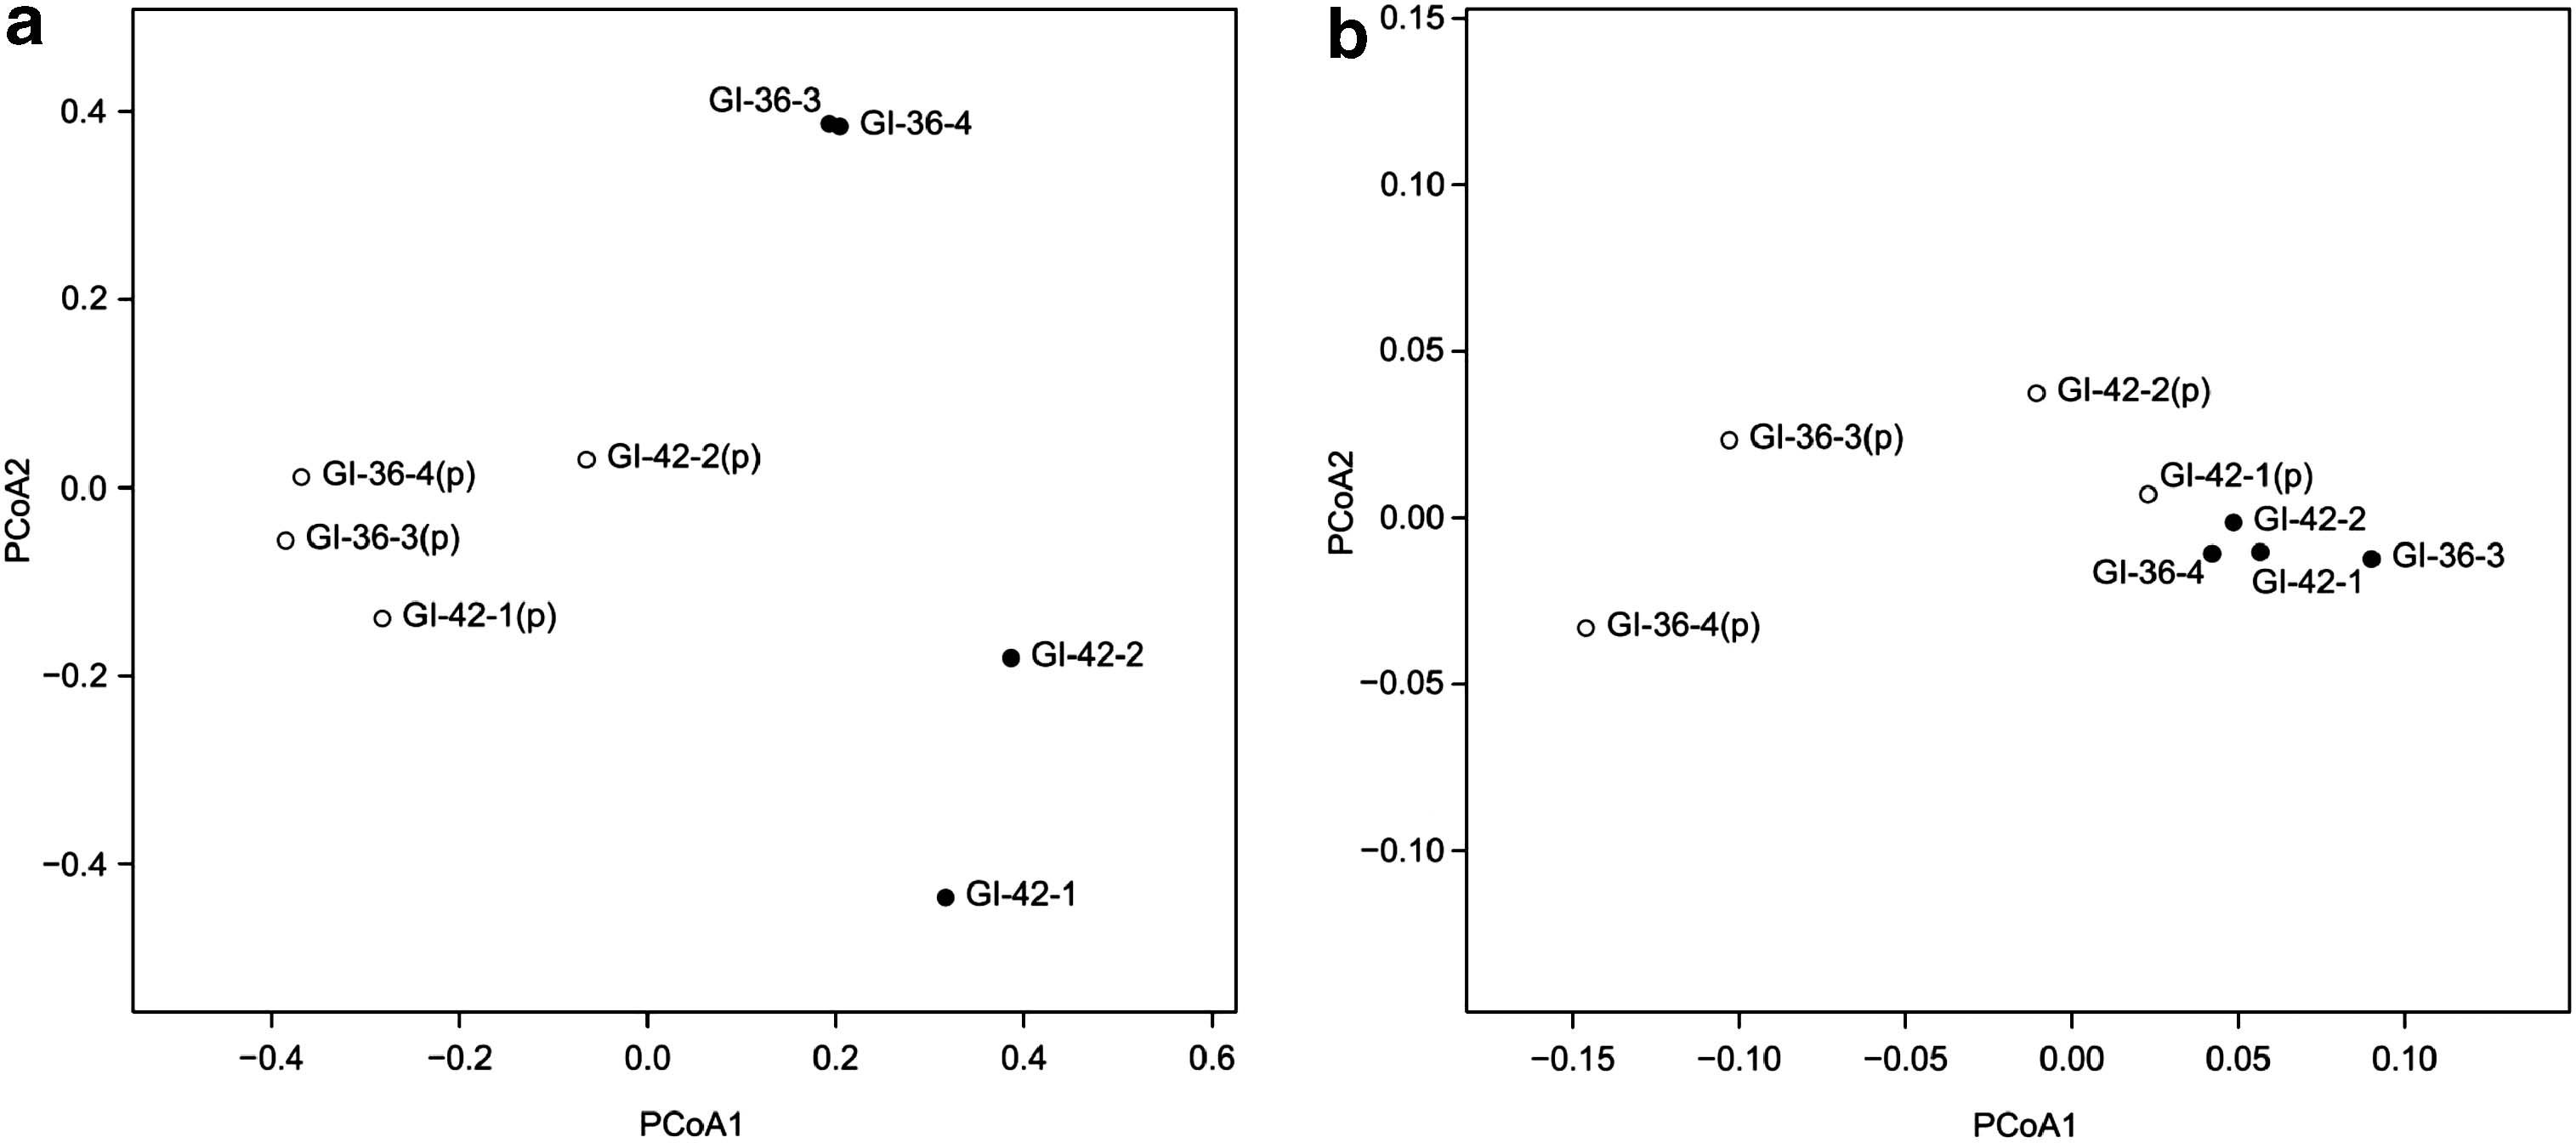 a
GI-36-3
GI-36-4
GI-42-2(p)
GI-36-4(p)
GI-36-3(p)
GI-42-1(p)
GI-42-2
GI-42-1
0.4
0.2
0.0
−0.2
−0.4
PCoA2
−0.4 −0.2 0.0 0.2 0.4 0.6
PCoA1
b
GI-42-2(p)
GI-36-3(p)
GI-42-1(p)
GI-42-2
GI-36-3
GI-36-4
GI-42-1
GI-36-4(p)
0.15
0.10
0.05
0.00
−0.05
−0.10
PCoA2
−0.15 −0.10 −0.05 0.00 0.05 0.10
PCoA1